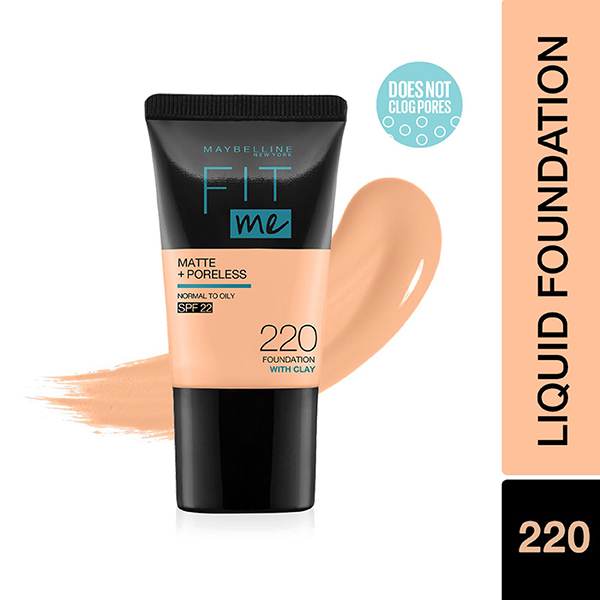 DOES NOT
CLOG PORES
MAYBELLINE
NEW YORK
FIT
me
MATTE
+ PORELESS
NORMAL TO OILY
SPF 22
220
FOUNDATION
WITH CLAY
LIQUID FOUNDATION
220